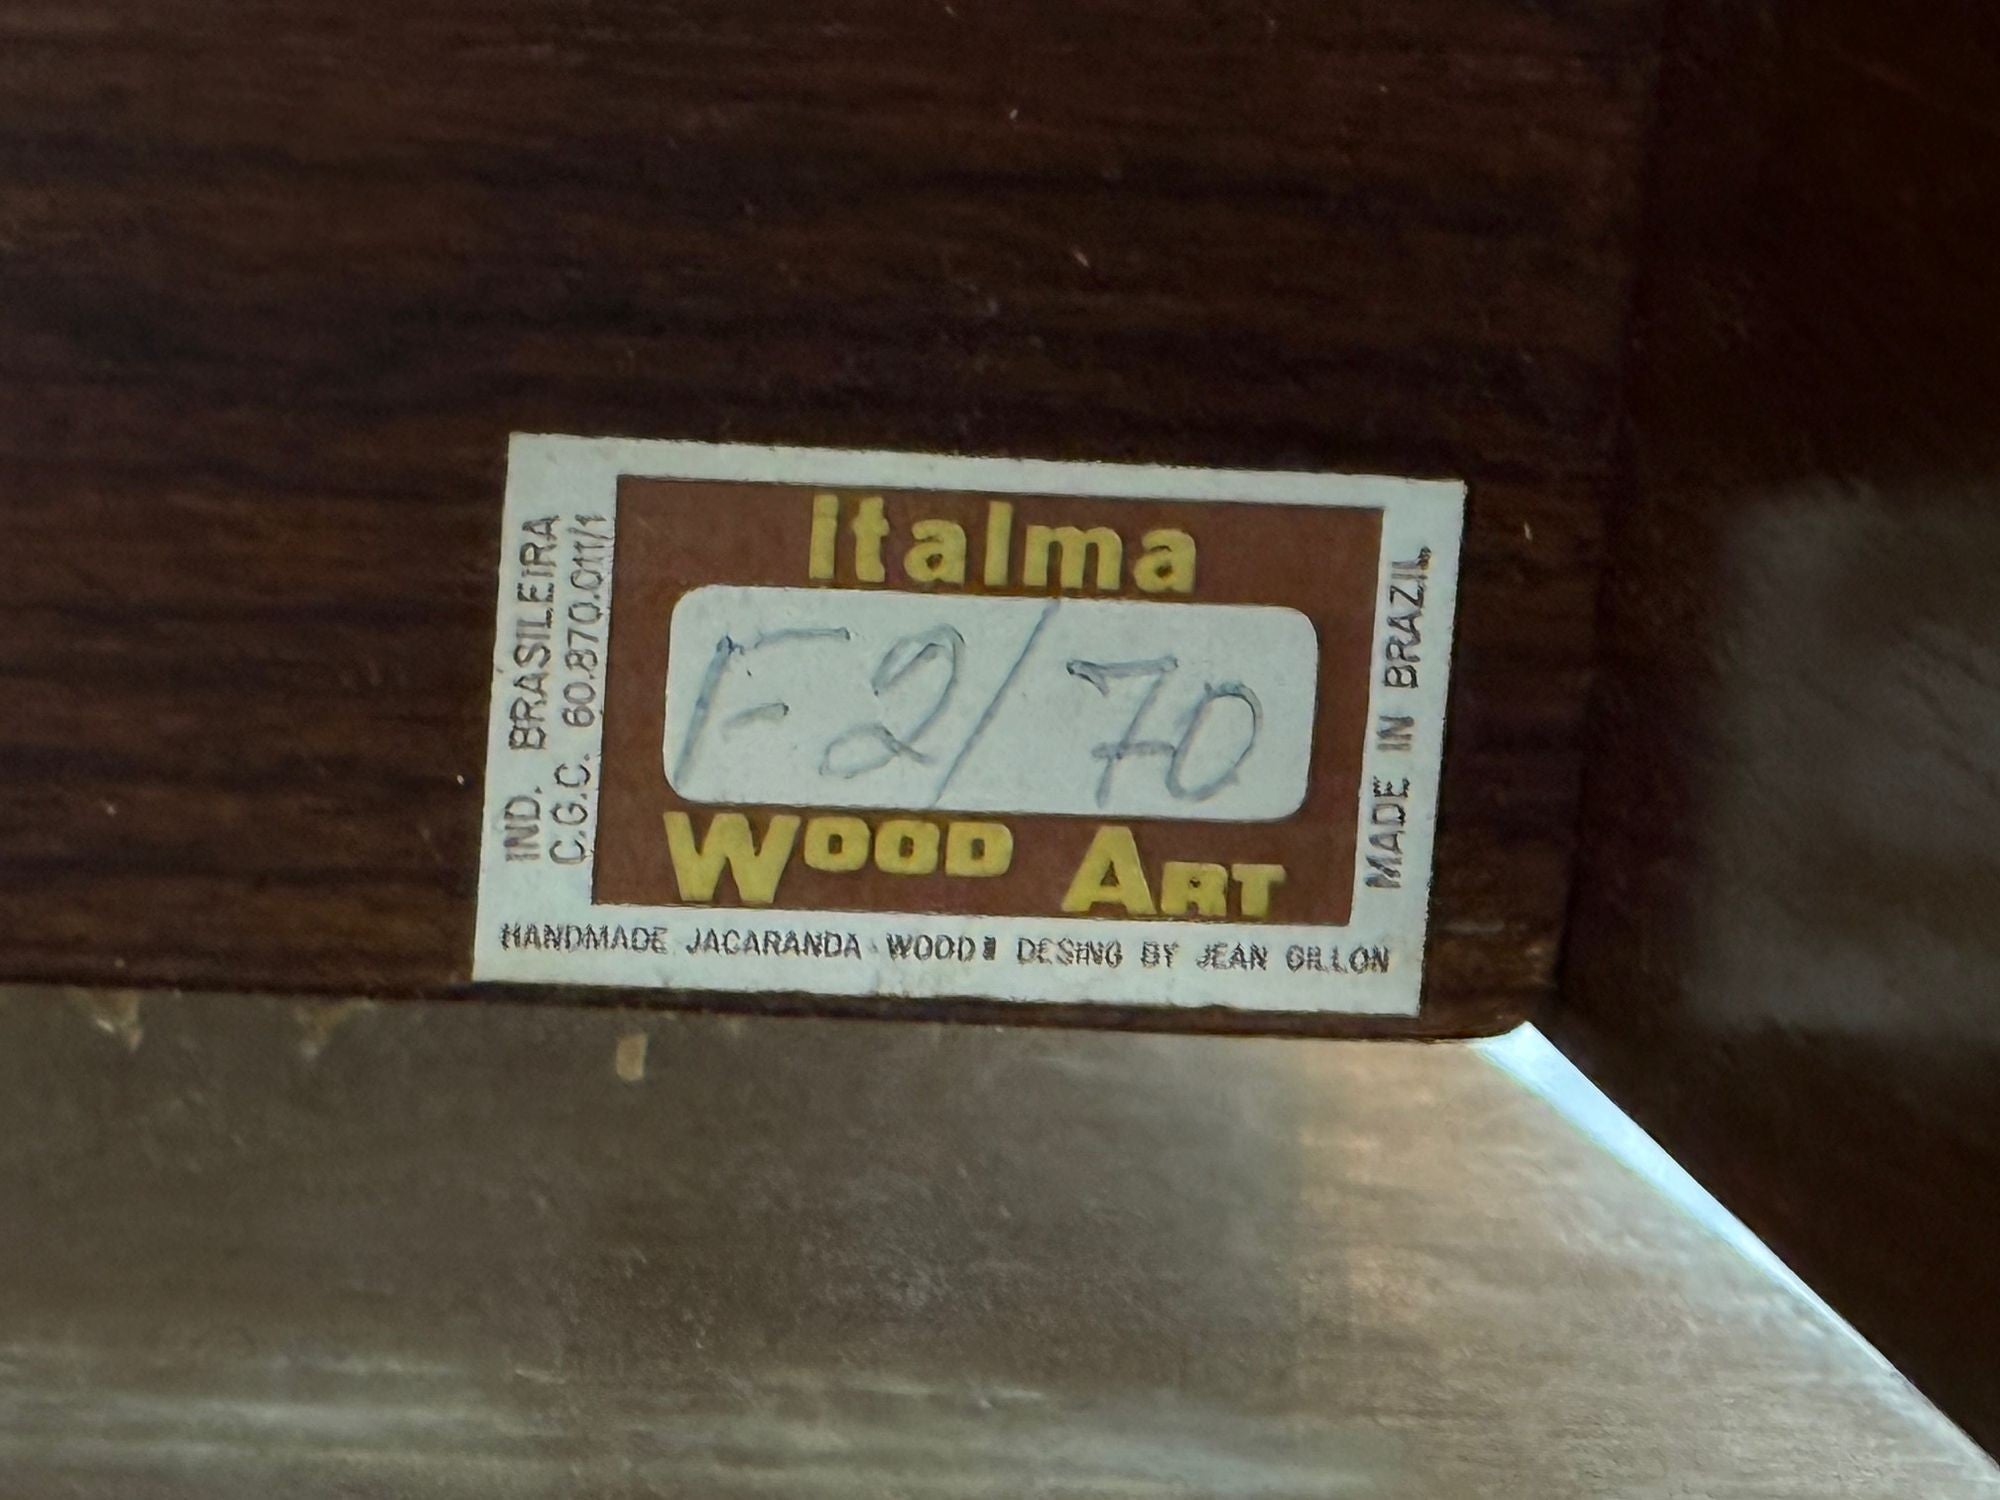 IND. BRASILEIRA
C.G.C. 60.870.011/1
Italma
F2/70
WOOD ART
MADE IN BRAZIL
HANDMADE JACARANDA WOOD DESING BY JEAN GILLON